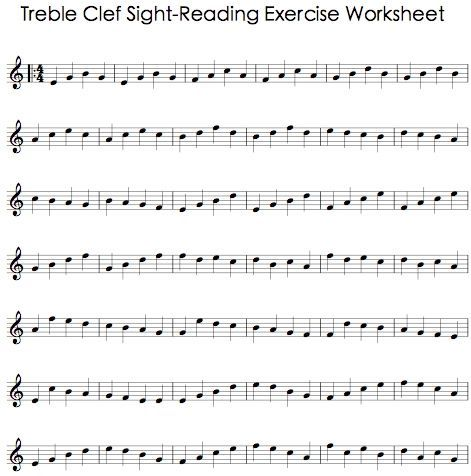 Treble Clef Sight-Reading Exercise Worksheet
4
4
E G B G E G B G F A C A F A C A G B D B G B D B
A C E C A C E C B D F D B D F D C B A G C B A G
C B A G B A G F E G B D E G B D F A C E F A C E
G B D F G B D F G F E D G F E D D B C A D B C A
A F E D C B A G G E D C B A G F F D C B A G F E
E G F E E B A G E G B D D B G E F A C E F E C A
G B D F E D B G F A C E F E C A G B D F F D B G